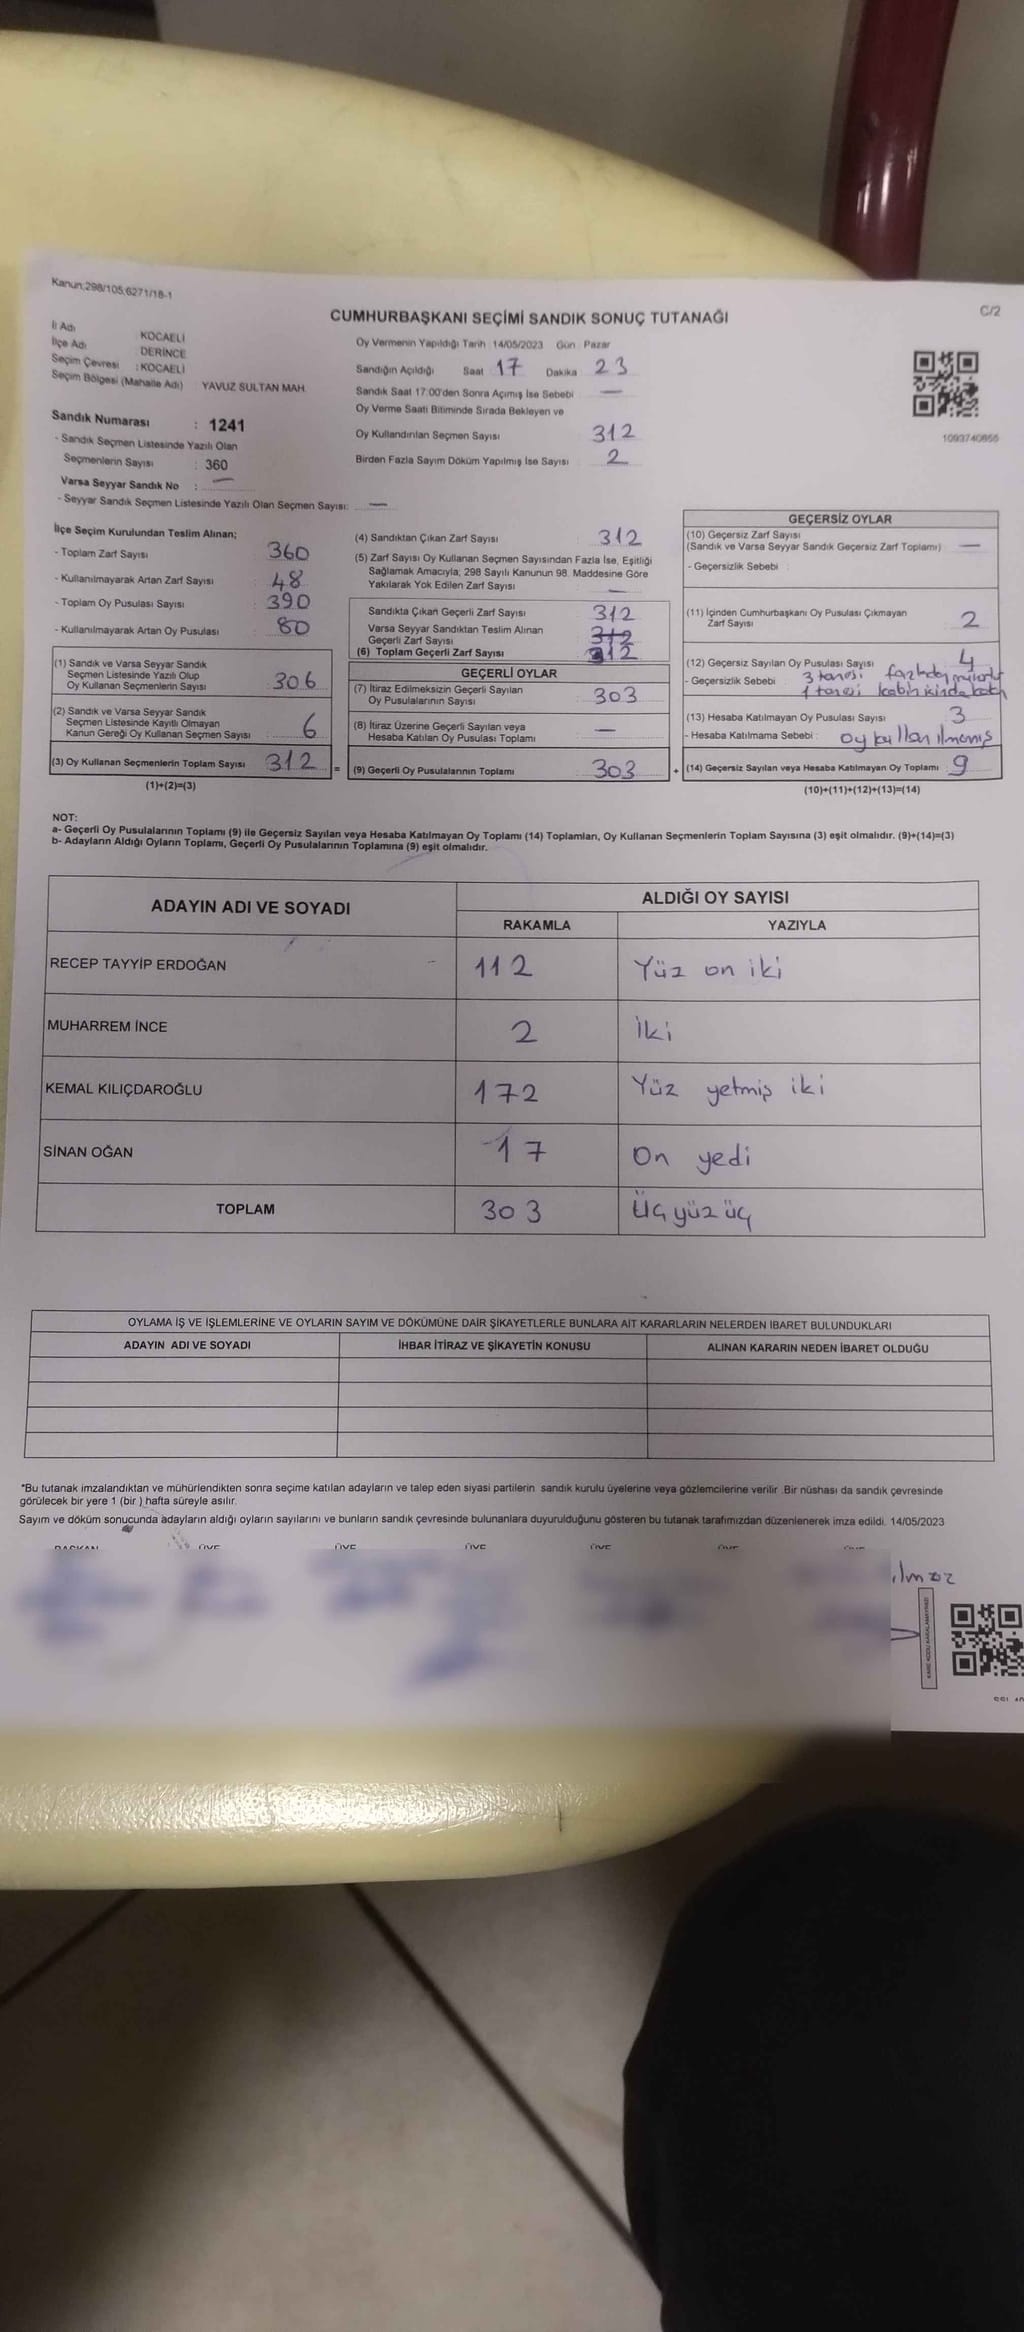 Kanun;298/105,6271/18-1
C/2
CUMHURBAŞKANI SEÇİMİ SANDIK SONUÇ TUTANAĞI
İl Adı : KOCAELİ
İlçe Adı : DERİNCE
Seçim Çevresi : KOCAELİ
Seçim Bölgesi (Mahalle Adı) YAVUZ SULTAN MAH.
Sandık Numarası : 1241
- Sandık Seçmen Listesinde Yazılı Olan
Seçmenlerin Sayısı : 360
Varsa Seyyar Sandık No : —
- Seyyar Sandık Seçmen Listesinde Yazılı Olan Seçmen Sayısı: —
Oy Vermenin Yapıldığı Tarih :14/05/2023 Gün : Pazar
Sandığın Açıldığı Saat 17 Dakika 23
Sandık Saat 17:00'den Sonra Açımış İse Sebebi : —
Oy Verme Saati Bitiminde Sırada Bekleyen ve
Oy Kullandırılan Seçmen Sayısı : 312
Birden Fazla Sayım Döküm Yapılmış İse Sayısı : 2
1093740855
İlçe Seçim Kurulundan Teslim Alınan;
- Toplam Zarf Sayısı : 360
- Kullanılmayarak Artan Zarf Sayısı : 48
- Toplam Oy Pusulası Sayısı : 390
- Kullanılmayarak Artan Oy Pusulası : 80
(1) Sandık ve Varsa Seyyar Sandık
Seçmen Listesinde Yazılı Olup
Oy Kullanan Seçmenlerin Sayısı : 306
(2) Sandık ve Varsa Seyyar Sandık
Seçmen Listesinde Kayıtlı Olmayan
Kanun Gereği Oy Kullanan Seçmen Sayısı : 6
(3) Oy Kullanan Seçmenlerin Toplam Sayısı : 312 =
(1)+(2)=(3)
(4) Sandıktan Çıkan Zarf Sayısı : 312
(5) Zarf Sayısı Oy Kullanan Seçmen Sayısından Fazla İse, Eşitliği
Sağlamak Amacıyla; 298 Sayılı Kanunun 98. Maddesine Göre
Yakılarak Yok Edilen Zarf Sayısı : —
Sandıkta Çıkan Geçerli Zarf Sayısı : 312
Varsa Seyyar Sandıktan Teslim Alınan
Geçerli Zarf Sayısı : 312
(6) Toplam Geçerli Zarf Sayısı : 312
GEÇERLİ OYLAR
(7) İtiraz Edilmeksizin Geçerli Sayılan
Oy Pusulalarının Sayısı : 303
(8) İtiraz Üzerine Geçerli Sayılan veya
Hesaba Katılan Oy Pusulası Toplamı : —
(9) Geçerli Oy Pusulalarının Toplamı : 303 +
GEÇERSİZ OYLAR
(10) Geçersiz Zarf Sayısı
(Sandık ve Varsa Seyyar Sandık Geçersiz Zarf Toplamı) : —
- Geçersizlik Sebebi :
(11) İçinden Cumhurbaşkanı Oy Pusulası Çıkmayan
Zarf Sayısı : 2
(12) Geçersiz Sayılan Oy Pusulası Sayısı : 4
- Geçersizlik Sebebi : 3 tanesi fazladan
1 tanesi kabin içinde
(13) Hesaba Katılmayan Oy Pusulası Sayısı : 3
- Hesaba Katılmama Sebebi : oy kullanılmamış
(14) Geçersiz Sayılan veya Hesaba Katılmayan Oy Toplamı : 9
(10)+(11)+(12)+(13)=(14)
NOT:
a- Geçerli Oy Pusulalarının Toplamı (9) ile Geçersiz Sayılan veya Hesaba Katılmayan Oy Toplamı (14) Toplamları, Oy Kullanan Seçmenlerin Toplam Sayısına (3) eşit olmalıdır. (9)+(14)=(3)
b- Adayların Aldığı Oyların Toplamı, Geçerli Oy Pusulalarının Toplamına (9) eşit olmalıdır.
ADAYIN ADI VE SOYADI
ALDIĞI OY SAYISI
RAKAMLA YAZIYLA
RECEP TAYYİP ERDOĞAN 112 Yüz on iki
MUHARREM İNCE 2 İki
KEMAL KILIÇDAROĞLU 172 Yüz yetmiş iki
SİNAN OĞAN 17 On yedi
TOPLAM 303 Üç yüz üç
OYLAMA İŞ VE İŞLEMLERİNE VE OYLARIN SAYIM VE DÖKÜMÜNE DAİR ŞİKAYETLERLE BUNLARA AİT KARARLARIN NELERDEN İBARET BULUNDUKLARI
ADAYIN ADI VE SOYADI İHBAR İTİRAZ VE ŞİKAYETİN KONUSU ALINAN KARARIN NEDEN İBARET OLDUĞU
*Bu tutanak imzalandıktan ve mühürlendikten sonra seçime katılan adayların ve talep eden siyasi partilerin sandık kurulu üyelerine veya gözlemcilerine verilir .Bir nüshası da sandık çevresinde
görülecek bir yere 1 (bir ) hafta süreyle asılır.
Sayım ve döküm sonucunda adayların aldığı oyların sayılarını ve bunların sandık çevresinde bulunanlara duyurulduğunu gösteren bu tutanak tarafımızdan düzenlenerek imza edildi. 14/05/2023
BAŞKAN ÜYE ÜYE ÜYE ÜYE ÜYE ÜYE